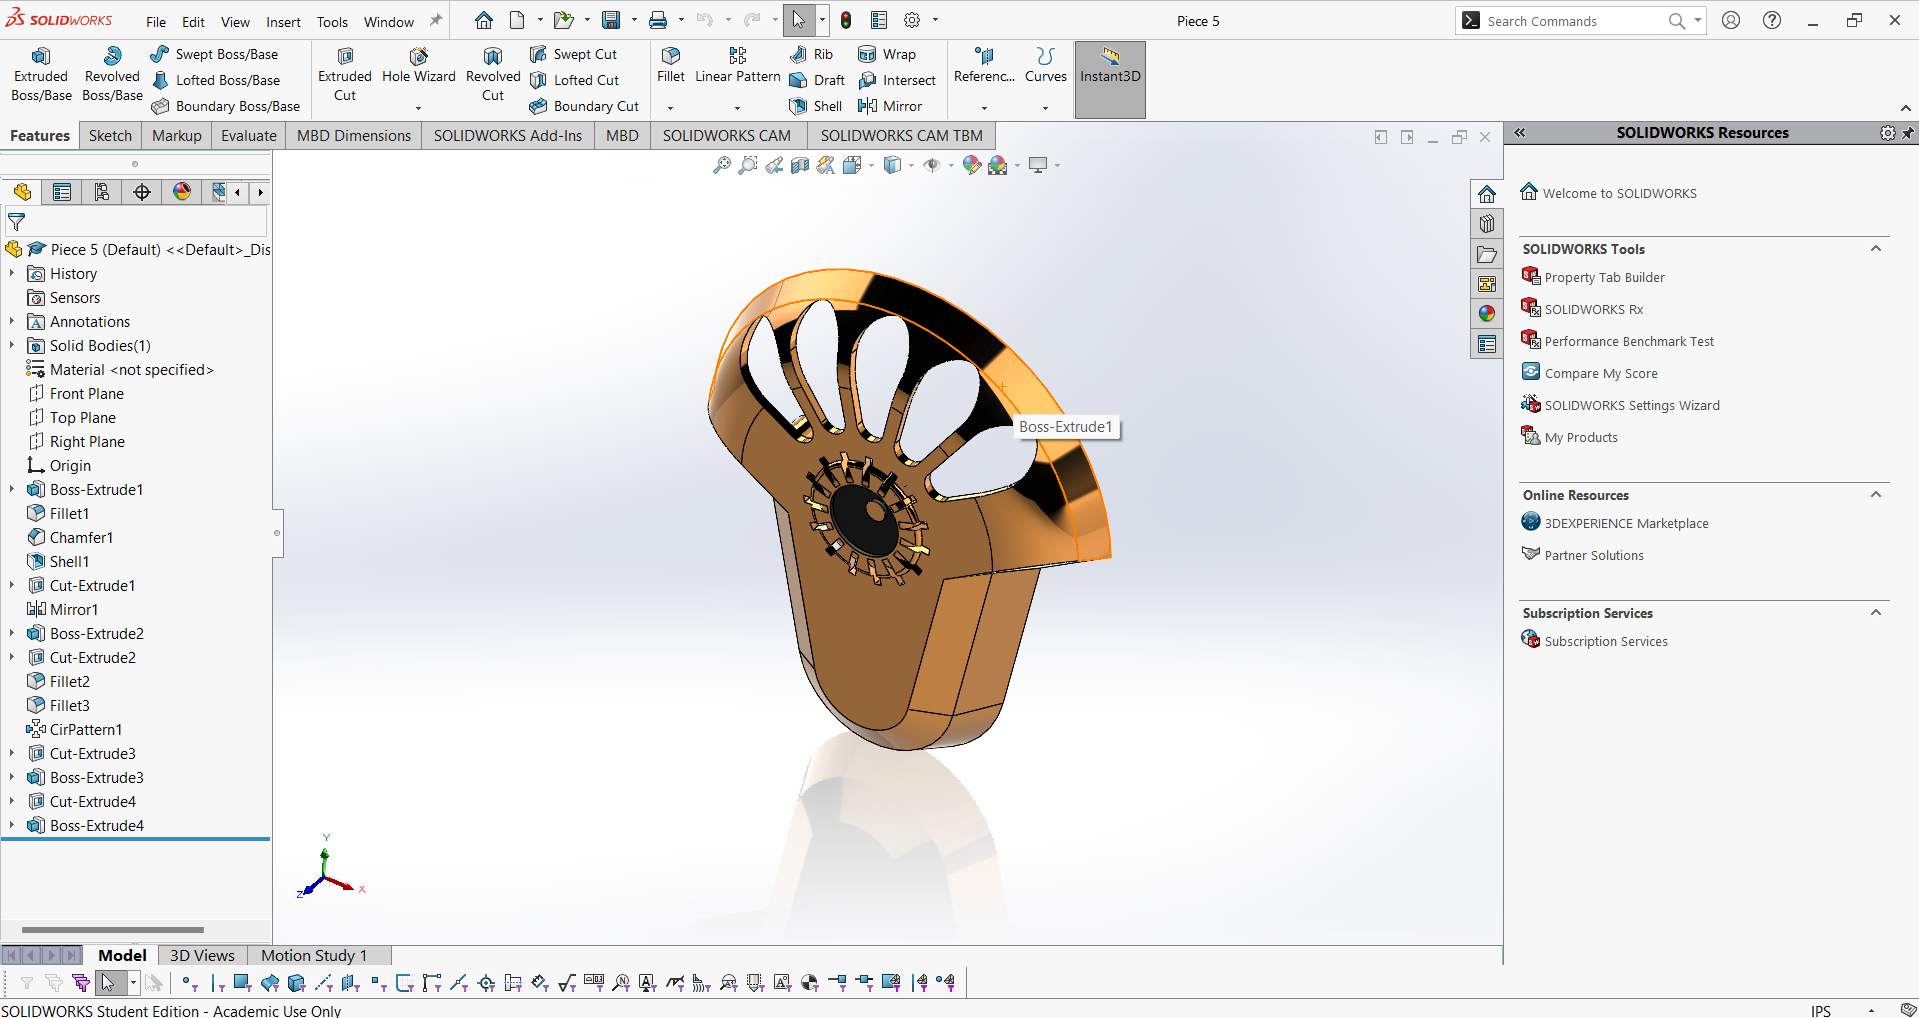 SOLIDWORKS File Edit View Insert Tools Window Piece 5 Search Commands
Extruded Boss/Base Revolved Boss/Base Swept Boss/Base Lofted Boss/Base Boundary Boss/Base Extruded Cut Hole Wizard Revolved Cut Swept Cut Lofted Cut Boundary Cut Fillet Linear Pattern Rib Draft Shell Wrap Intersect Mirror Referenc... Curves Instant3D
Features Sketch Markup Evaluate MBD Dimensions SOLIDWORKS Add-Ins MBD SOLIDWORKS CAM SOLIDWORKS CAM TBM
Piece 5 (Default) <<Default>_Dis
History
Sensors
Annotations
Solid Bodies(1)
Material <not specified>
Front Plane
Top Plane
Right Plane
Origin
Boss-Extrude1
Fillet1
Chamfer1
Shell1
Cut-Extrude1
Mirror1
Boss-Extrude2
Cut-Extrude2
Fillet2
Fillet3
CirPattern1
Cut-Extrude3
Boss-Extrude3
Cut-Extrude4
Boss-Extrude4
Boss-Extrude1
Y
X
Z
SOLIDWORKS Resources
Welcome to SOLIDWORKS
SOLIDWORKS Tools
Property Tab Builder
SOLIDWORKS Rx
Performance Benchmark Test
Compare My Score
SOLIDWORKS Settings Wizard
My Products
Online Resources
3DEXPERIENCE Marketplace
Partner Solutions
Subscription Services
Subscription Services
Model 3D Views Motion Study 1
SOLIDWORKS Student Edition - Academic Use Only IPS